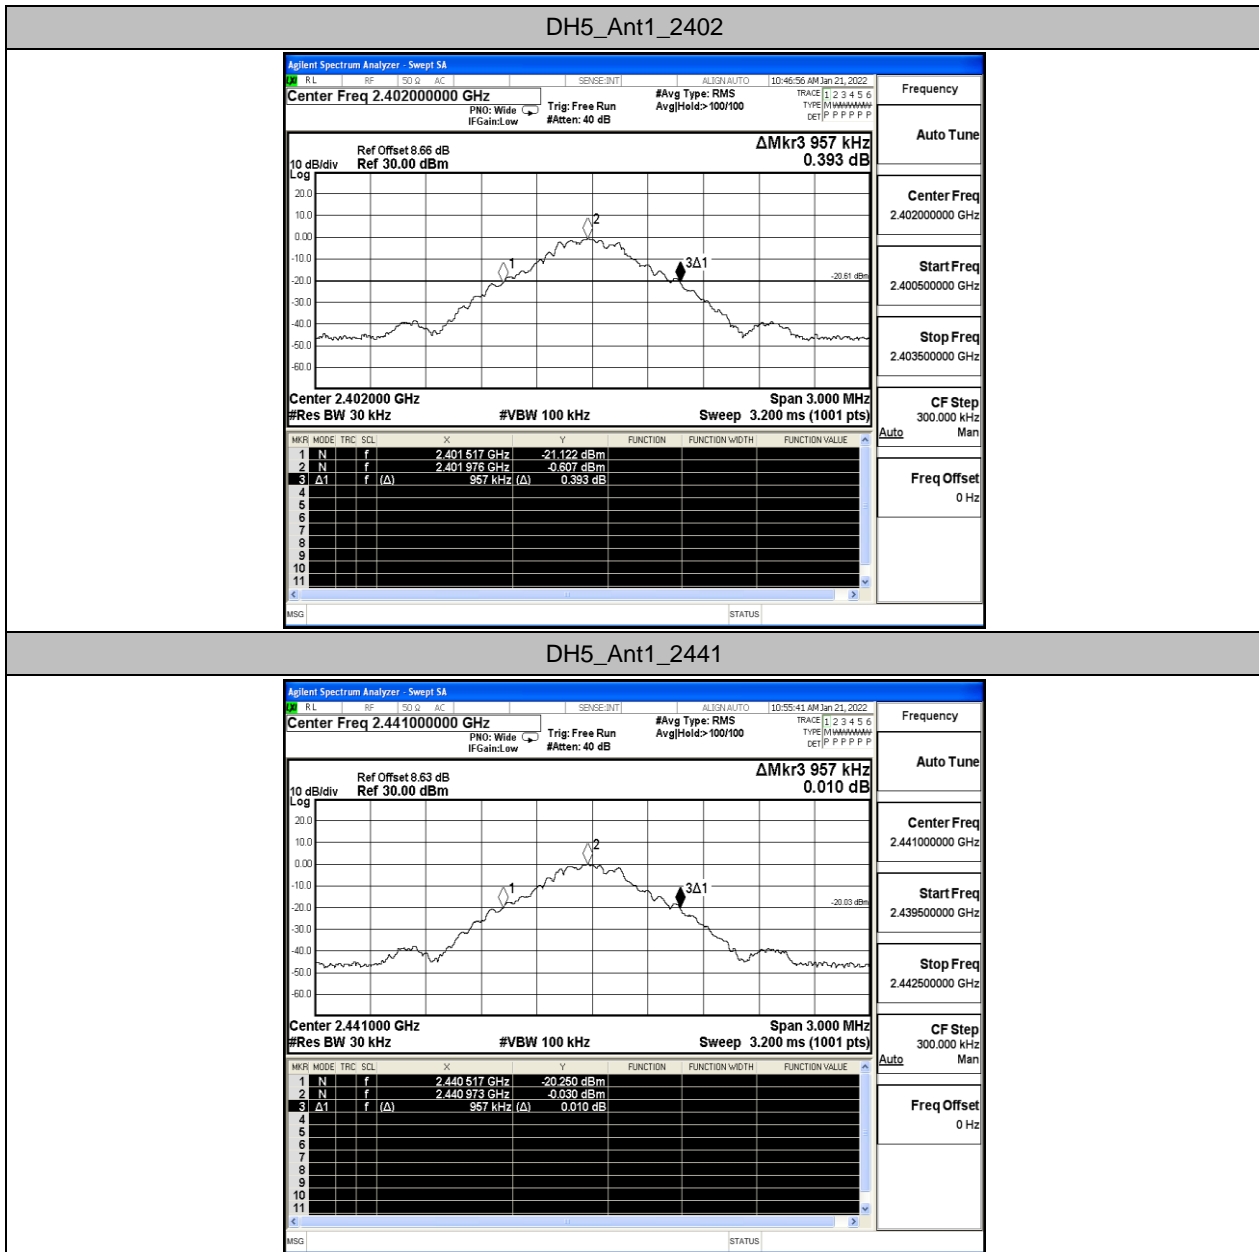 DH5_Ant1_2402
Agilent Spectrum Analyzer - Swept SA
RL RF 50 Ω AC SENSE:INT ALIGN AUTO 10:46:56 AM Jan 21, 2022
Center Freq 2.402000000 GHz
PNO: Wide
IFGain:Low
Trig: Free Run
#Atten: 40 dB
#Avg Type: RMS
Avg|Hold:>100/100
TRACE 1 2 3 4 5 6
TYPE M
DET P P P P P P
Frequency
Auto Tune
Center Freq
2.402000000 GHz
Start Freq
2.400500000 GHz
Stop Freq
2.403500000 GHz
CF Step
300.000 kHz
Auto Man
Freq Offset
0 Hz
ΔMkr3 957 kHz
0.393 dB
Ref Offset 8.66 dB
10 dB/div Ref 30.00 dBm
Log
20.0
10.0
0.00
-10.0
-20.0
-30.0
-40.0
-50.0
-60.0
1
2
3Δ1
-20.61 dBm
Center 2.402000 GHz Span 3.000 MHz
#Res BW 30 kHz #VBW 100 kHz Sweep 3.200 ms (1001 pts)
MKR MODE TRC SCL X Y FUNCTION FUNCTION WIDTH FUNCTION VALUE
1 N f 2.401 517 GHz -21.122 dBm
2 N f 2.401 976 GHz -0.607 dBm
3 Δ1 f (Δ) 957 kHz (Δ) 0.393 dB
4
5
6
7
8
9
10
11
MSG STATUS
DH5_Ant1_2441
Agilent Spectrum Analyzer - Swept SA
RL RF 50 Ω AC SENSE:INT ALIGN AUTO 10:55:41 AM Jan 21, 2022
Center Freq 2.441000000 GHz
PNO: Wide
IFGain:Low
Trig: Free Run
#Atten: 40 dB
#Avg Type: RMS
Avg|Hold:>100/100
TRACE 1 2 3 4 5 6
TYPE M
DET P P P P P P
Frequency
Auto Tune
Center Freq
2.441000000 GHz
Start Freq
2.439500000 GHz
Stop Freq
2.442500000 GHz
CF Step
300.000 kHz
Auto Man
Freq Offset
0 Hz
ΔMkr3 957 kHz
0.010 dB
Ref Offset 8.63 dB
10 dB/div Ref 30.00 dBm
Log
20.0
10.0
0.00
-10.0
-20.0
-30.0
-40.0
-50.0
-60.0
1
2
3Δ1
-20.03 dBm
Center 2.441000 GHz Span 3.000 MHz
#Res BW 30 kHz #VBW 100 kHz Sweep 3.200 ms (1001 pts)
MKR MODE TRC SCL X Y FUNCTION FUNCTION WIDTH FUNCTION VALUE
1 N f 2.440 517 GHz -20.250 dBm
2 N f 2.440 973 GHz -0.030 dBm
3 Δ1 f (Δ) 957 kHz (Δ) 0.010 dB
4
5
6
7
8
9
10
11
MSG STATUS